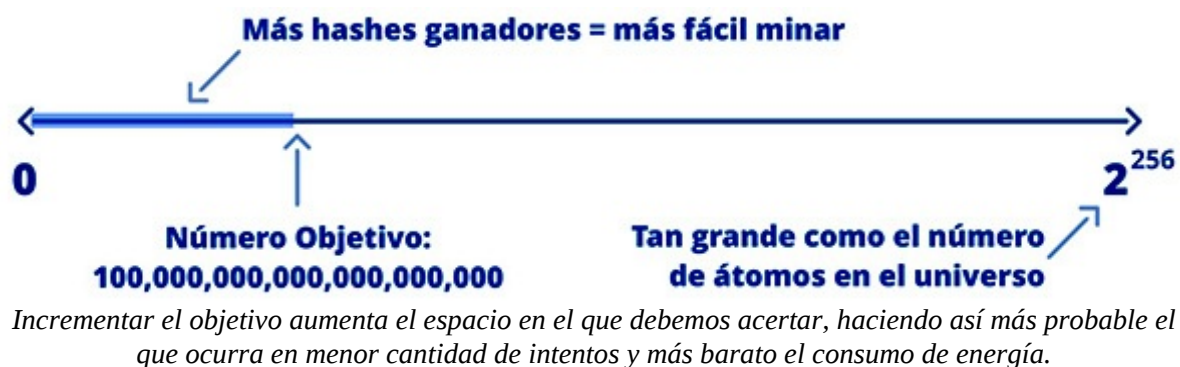 Más hashes ganadores = más fácil minar
0
2^256
Número Objetivo:
100,000,000,000,000,000,000
Tan grande como el número
de átomos en el universo
Incrementar el objetivo aumenta el espacio en el que debemos acertar, haciendo así más probable el
que ocurra en menor cantidad de intentos y más barato el consumo de energía.